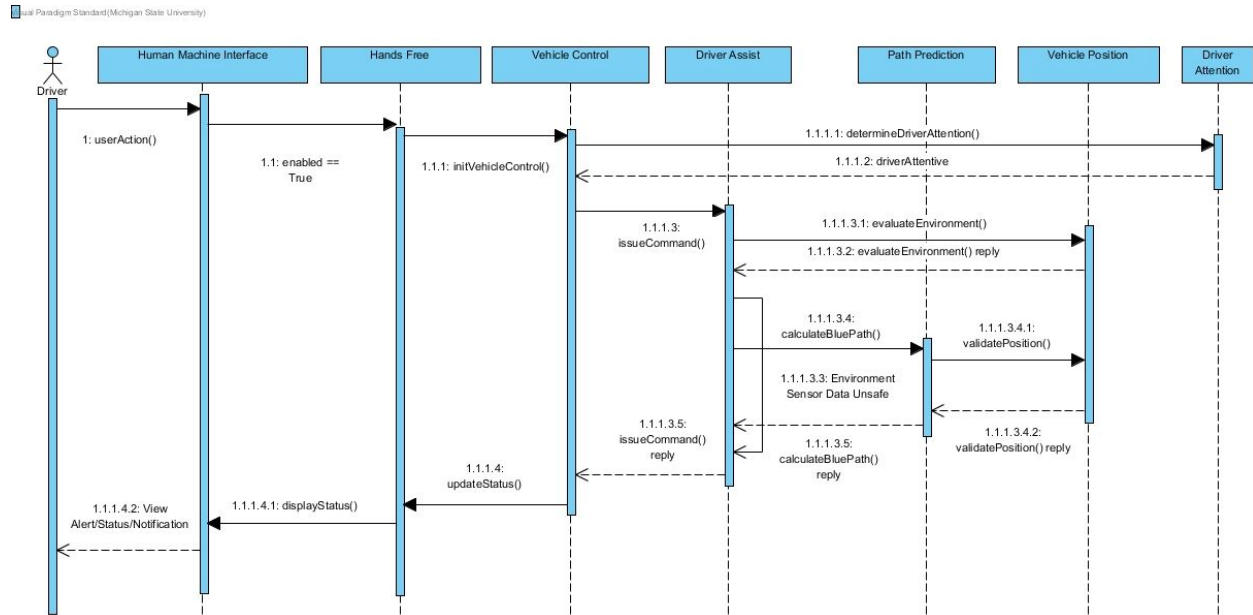 Visual Paradigm Standard(Michigan State University)
Human Machine Interface
Hands Free
Vehicle Control
Driver Assist
Path Prediction
Vehicle Position
Driver
Attention
Driver
1: userAction()
1.1: enabled ==
True
1.1.1: initVehicleControl()
1.1.1.1: determineDriverAttention()
1.1.1.2: driverAttentive
1.1.1.3:
issueCommand()
1.1.1.3.1: evaluateEnvironment()
1.1.1.3.2: evaluateEnvironment() reply
1.1.1.3.4:
calculateBluePath()
1.1.1.3.4.1:
validatePosition()
1.1.1.3.3: Environment
Sensor Data Unsafe
1.1.1.3.5:
issueCommand()
reply
1.1.1.3.5:
calculateBluePath()
reply
1.1.1.3.4.2:
validatePosition() reply
1.1.1.4:
updateStatus()
1.1.1.4.1: displayStatus()
1.1.1.4.2: View
Alert/Status/Notification